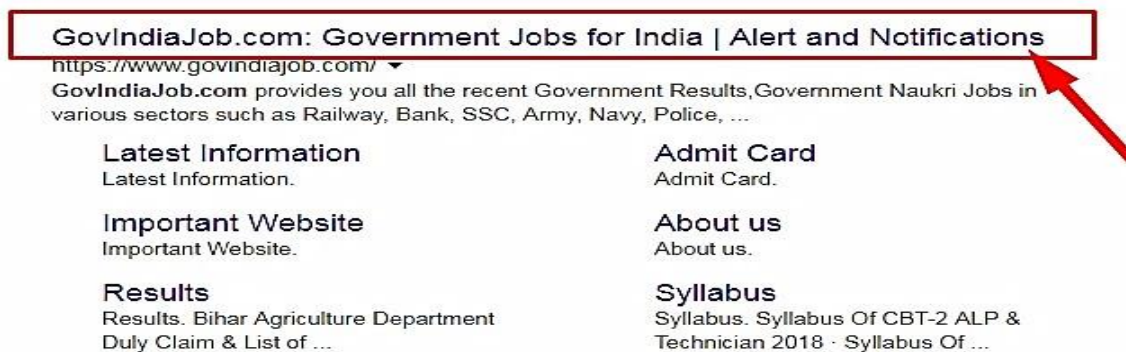 GovIndiaJob.com: Government Jobs for India | Alert and Notifications
https://www.govindiajob.com/
GovIndiaJob.com provides you all the recent Government Results,Government Naukri Jobs in
various sectors such as Railway, Bank, SSC, Army, Navy, Police, ...
Latest Information
Latest Information.
Admit Card
Admit Card.
Important Website
Important Website.
About us
About us.
Results
Results. Bihar Agriculture Department
Duly Claim & List of ...
Syllabus
Syllabus. Syllabus Of CBT-2 ALP &
Technician 2018 · Syllabus Of ...